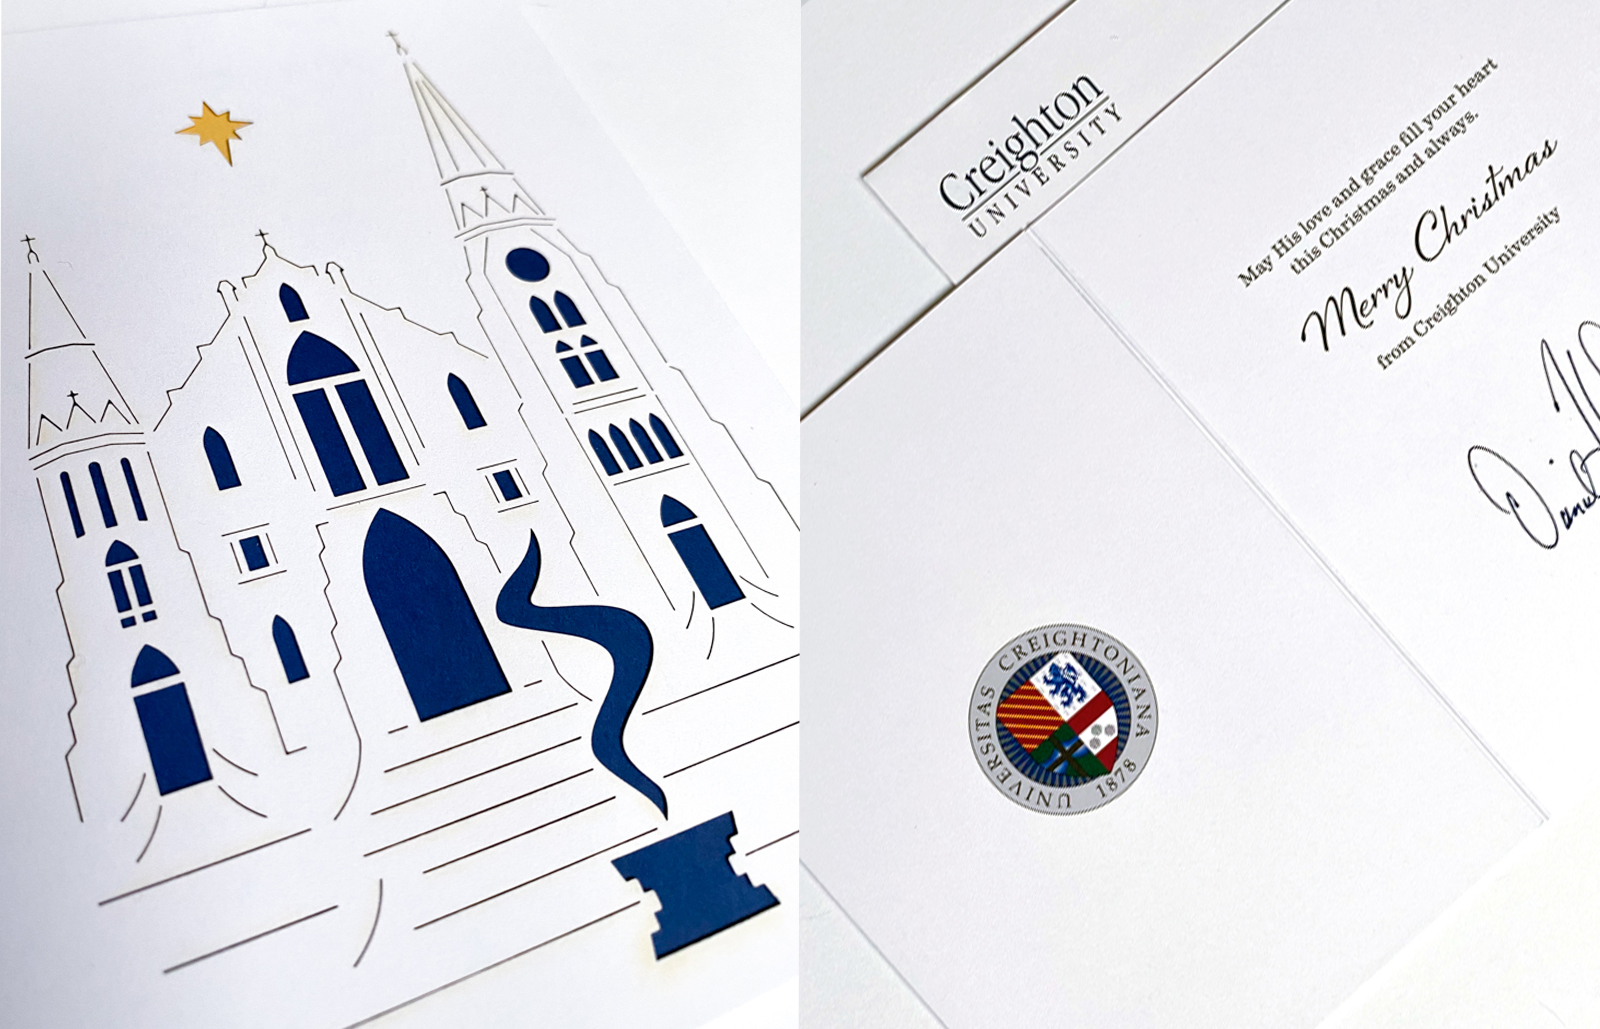 Creighton
UNIVERSITY
May His love and grace fill your heart
this Christmas and always.
Merry Christmas
from Creighton University
Daniel
UNIVERSITAS CREIGHTONIANA
1878